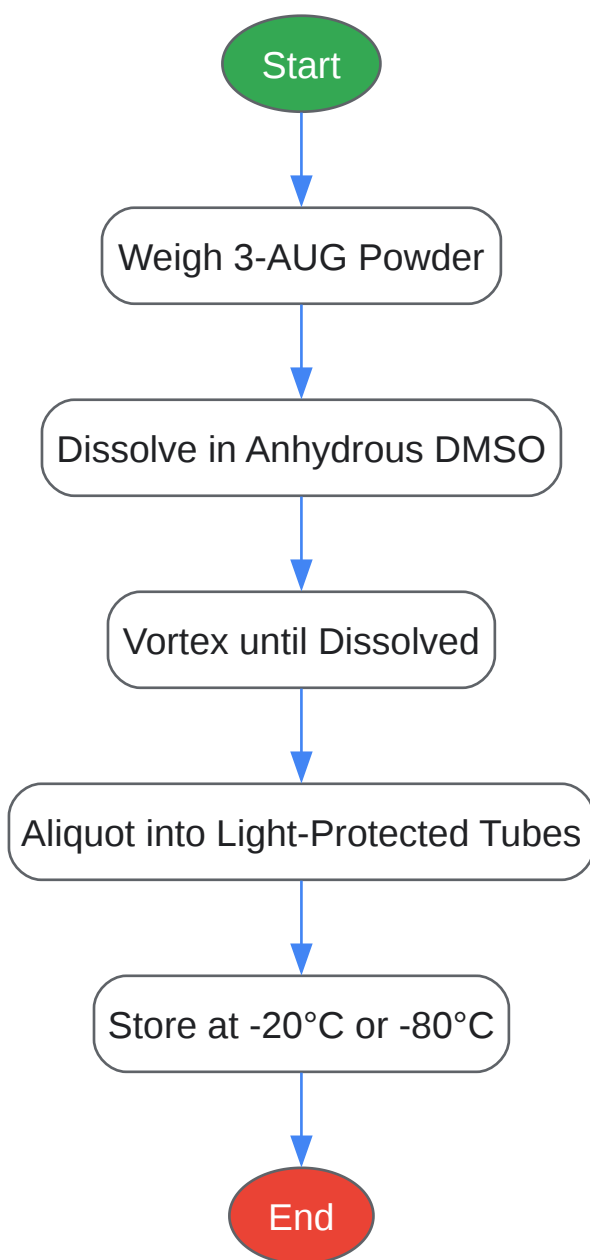 Start
Weigh 3-AUG Powder
Dissolve in Anhydrous DMSO
Vortex until Dissolved
Aliquot into Light-Protected Tubes
Store at -20°C or -80°C
End